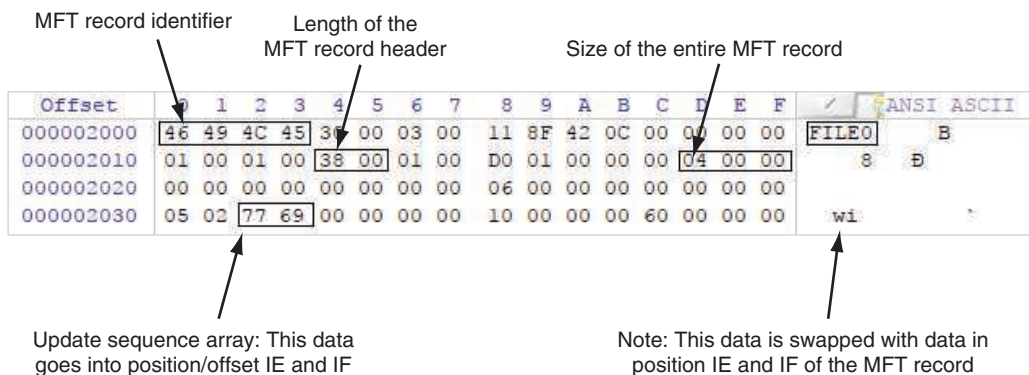 MFT record identifier
Length of the
MFT record header
Size of the entire MFT record
Offset 0 1 2 3 4 5 6 7 8 9 A B C D E F ANSI ASCII
000002000 46 49 4C 45 30 00 03 00 11 8F 42 0C 00 00 00 00 FILE0 B
000002010 01 00 01 00 38 00 01 00 D0 01 00 00 00 04 00 00 8 Ð
000002020 00 00 00 00 00 00 00 00 06 00 00 00 00 00 00 00
000002030 05 02 77 69 00 00 00 00 10 00 00 00 60 00 00 00 wi `
Update sequence array: This data
goes into position/offset IE and IF
Note: This data is swapped with data in
position IE and IF of the MFT record